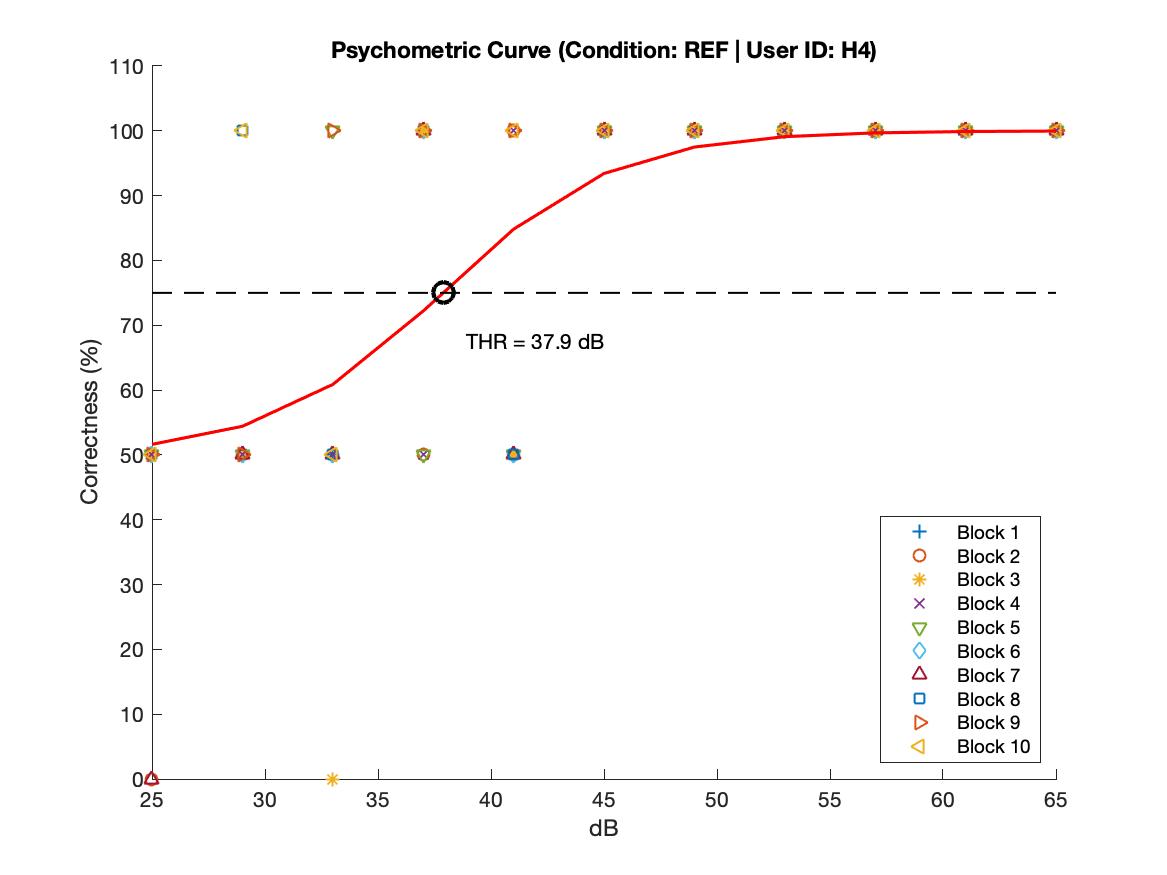 Psychometric Curve (Condition: REF | User ID: H4)
110
100
90
80
70
60
50
40
30
20
10
0
Correctness (%)
THR = 37.9 dB
Block 1
Block 2
Block 3
Block 4
Block 5
Block 6
Block 7
Block 8
Block 9
Block 10
25 30 35 40 45 50 55 60 65
dB